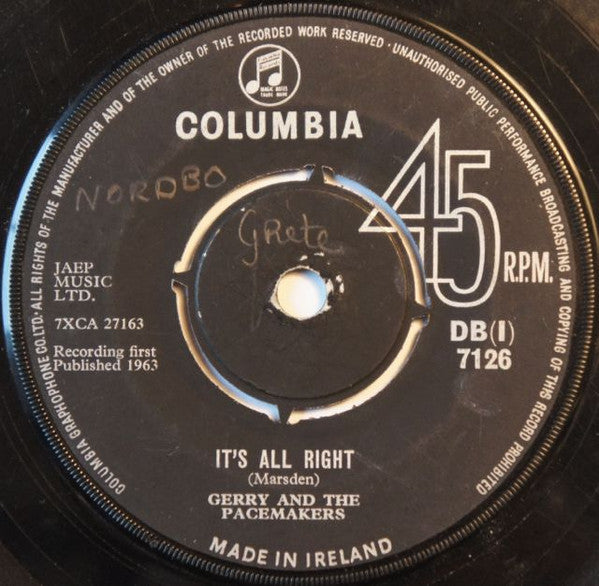 COLUMBIA GRAPHOPHONE CO. LTD. · ALL RIGHTS OF THE MANUFACTURER AND OF THE OWNER OF THE RECORDED WORK RESERVED · UNAUTHORISED PUBLIC PERFORMANCE BROADCASTING AND COPYING OF THIS RECORD PROHIBITED
COLUMBIA
NORDBO
Grete
45
R.P.M.
JAEP
MUSIC
LTD.
7XCA 27163
Recording first
Published 1963
DB(I)
7126
IT'S ALL RIGHT
(Marsden)
GERRY AND THE
PACEMAKERS
MADE IN IRELAND